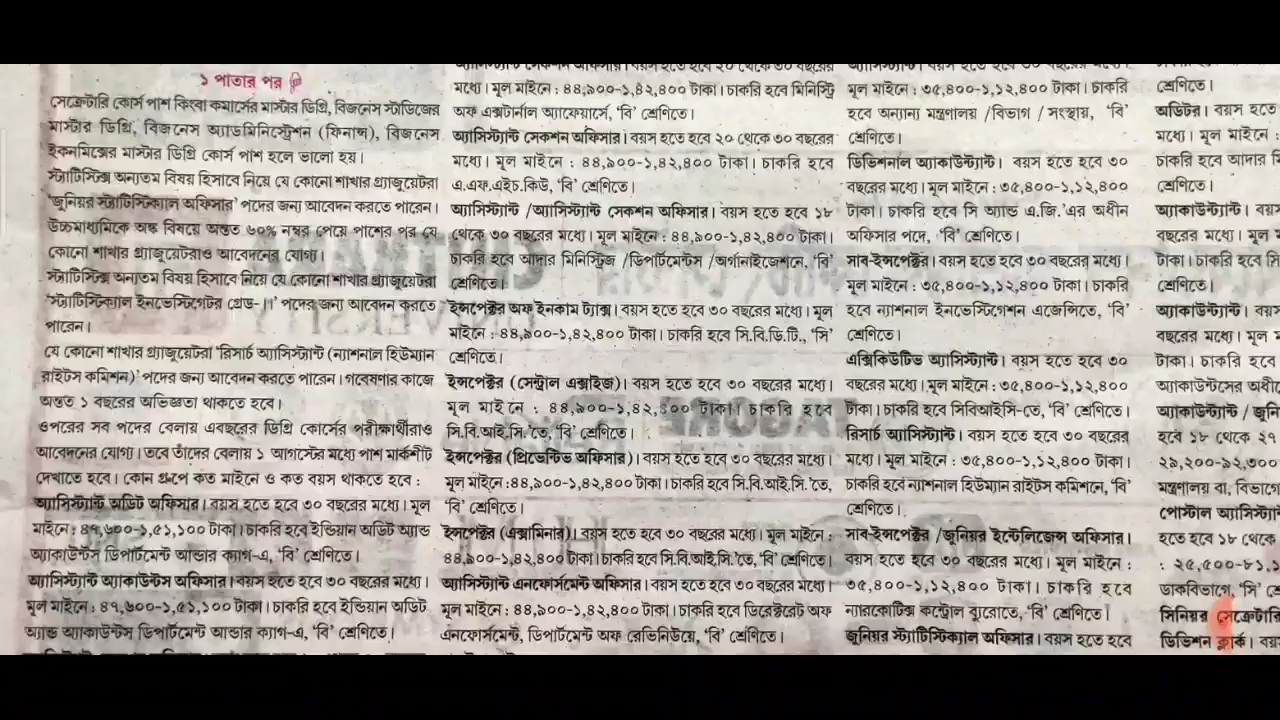 ১ পাতার পর
সেক্রেটারি কোর্স পাশ কিংবা কমার্সের মাস্টার ডিগ্রি, বিজনেস স্টাডিজের
মাস্টার ডিগ্রি, বিজনেস অ্যাডমিনিস্ট্রেশন (ফিনান্স), বিজনেস
ইকনমিক্সের মাস্টার ডিগ্রি কোর্স পাশ হলে ভালো হয়।
স্ট্যাটিস্টিক্স অন্যতম বিষয় হিসাবে নিয়ে যে কোনো শাখার গ্র্যাজুয়েটরা
'জুনিয়র স্ট্যাটিস্টিক্যাল অফিসার' পদের জন্য আবেদন করতে পারেন।
উচ্চমাধ্যমিকে অঙ্ক বিষয়ে অন্তত ৬০% নম্বর পেয়ে পাশের পর যে
কোনো শাখার গ্র্যাজুয়েটরাও আবেদনের যোগ্য।
স্ট্যাটিস্টিক্স অন্যতম বিষয় হিসাবে নিয়ে যে কোনো শাখার গ্র্যাজুয়েটরা
'স্ট্যাটিস্টিক্যাল ইনভেস্টিগেটর গ্রেড-।।' পদের জন্য আবেদন করতে
পারেন।
যে কোনো শাখার গ্র্যাজুয়েটরা 'রিসার্চ অ্যাসিস্ট্যান্ট (ন্যাশনাল হিউম্যান
রাইটস কমিশন)' পদের জন্য আবেদন করতে পারেন। গবেষণার কাজে
অন্তত ১ বছরের অভিজ্ঞতা থাকতে হবে।
ওপরের সব পদের বেলায় এবছরের ডিগ্রি কোর্সের পরীক্ষার্থীরাও
আবেদনের যোগ্য। তবে তাঁদের বেলায় ১ আগস্টের মধ্যে পাশ মার্কশীট
দেখাতে হবে। কোন গ্রুপে কত মাইনে ও কত বয়স থাকতে হবে :
অ্যাসিস্ট্যান্ট অডিট অফিসার। বয়স হতে হবে ৩০ বছরের মধ্যে। মূল
মাইনে : ৪৭,৬০০-১,৫১,১০০ টাকা। চাকরি হবে ইন্ডিয়ান অডিট অ্যান্ড
অ্যাকাউন্টস ডিপার্টমেন্ট আন্ডার ক্যাগ-এ, 'বি' শ্রেণিতে।
অ্যাসিস্ট্যান্ট অ্যাকাউন্টস অফিসার। বয়স হতে হবে ৩০ বছরের মধ্যে।
মূল মাইনে : ৪৭,৬০০-১,৫১,১০০ টাকা। চাকরি হবে ইন্ডিয়ান অডিট
অ্যান্ড অ্যাকাউন্টস ডিপার্টমেন্ট আন্ডার ক্যাগ-এ, 'বি' শ্রেণিতে।
মধ্যে। মূল মাইনে : ৪৪,৯০০-১,৪২,৪০০ টাকা। চাকরি হবে মিনিস্ট্রি
অফ এক্সটার্নাল অ্যাফেয়ার্সে, 'বি' শ্রেণিতে।
অ্যাসিস্ট্যান্ট সেকশন অফিসার। বয়স হতে হবে ২০ থেকে ৩০ বছরের
মধ্যে। মূল মাইনে : ৪৪,৯০০-১,৪২,৪০০ টাকা। চাকরি হবে
এ.এফ.এইচ.কিউ, 'বি' শ্রেণিতে।
অ্যাসিস্ট্যান্ট /অ্যাসিস্ট্যান্ট সেকশন অফিসার। বয়স হতে হবে ১৮
থেকে ৩০ বছরের মধ্যে। মূল মাইনে : ৪৪,৯০০-১,৪২,৪০০ টাকা।
চাকরি হবে আদার মিনিস্ট্রিজ /ডিপার্টমেন্টস /অর্গানাইজেশনে, 'বি'
শ্রেণিতে।
ইন্সপেক্টর অফ ইনকাম ট্যাক্স। বয়স হতে হবে ৩০ বছরের মধ্যে। মূল
মাইনে : ৪৪,৯০০-১,৪২,৪০০ টাকা। চাকরি হবে সি.বি.ডি.টি., 'সি'
শ্রেণিতে।
ইন্সপেক্টর (সেন্ট্রাল এক্সাইজ)। বয়স হতে হবে ৩০ বছরের মধ্যে।
মূল মাইনে : ৪৪,৯০০-১,৪২,৪০০ টাকা। চাকরি হবে
সি.বি.আই.সি.'তে, 'বি' শ্রেণিতে।
ইন্সপেক্টর (প্রিভেন্টিভ অফিসার)। বয়স হতে হবে ৩০ বছরের মধ্যে।
মূল মাইনে :৪৪,৯০০-১,৪২,৪০০ টাকা। চাকরি হবে সি.বি.আই.সি.'তে,
'বি' শ্রেণিতে।
ইন্সপেক্টর (এক্সামিনার)। বয়স হতে হবে ৩০ বছরের মধ্যে। মূল মাইনে :
৪৪,৯০০-১,৪২,৪০০ টাকা। চাকরি হবে সি.বি.আই.সি.'তে, 'বি' শ্রেণিতে।
অ্যাসিস্ট্যান্ট এনফোর্সমেন্ট অফিসার। বয়স হতে হবে ৩০ বছরের মধ্যে।
মূল মাইনে : ৪৪,৯০০-১,৪২,৪০০ টাকা। চাকরি হবে ডিরেক্টরেট অফ
এনফোর্সমেন্ট, ডিপার্টমেন্ট অফ রেভিনিউয়ে, 'বি' শ্রেণিতে।
মধ্যে। মূল মাইনে : ৩৫,৪০০-১,১২,৪০০ টাকা। চাকরি
হবে অন্যান্য মন্ত্রণালয় /বিভাগ / সংস্থায়, 'বি'
শ্রেণিতে।
ডিভিশনাল অ্যাকাউন্ট্যান্ট। বয়স হতে হবে ৩০
বছরের মধ্যে। মূল মাইনে : ৩৫,৪০০-১,১২,৪০০
টাকা। চাকরি হবে সি অ্যান্ড এ.জি.'এর অধীন
অফিসার পদে, 'বি' শ্রেণিতে।
সাব-ইন্সপেক্টর। বয়স হতে হবে ৩০ বছরের মধ্যে।
মূল মাইনে : ৩৫,৪০০-১,১২,৪০০ টাকা। চাকরি
হবে ন্যাশনাল ইনভেস্টিগেশন এজেন্সিতে, 'বি'
শ্রেণিতে।
এক্সিকিউটিভ অ্যাসিস্ট্যান্ট। বয়স হতে হবে ৩০
বছরের মধ্যে। মূল মাইনে : ৩৫,৪০০-১,১২,৪০০
টাকা। চাকরি হবে সিবিআইসি-তে, 'বি' শ্রেণিতে।
রিসার্চ অ্যাসিস্ট্যান্ট। বয়স হতে হবে ৩০ বছরের
মধ্যে। মূল মাইনে : ৩৫,৪০০-১,১২,৪০০ টাকা।
চাকরি হবে ন্যাশনাল হিউম্যান রাইটস কমিশনে, 'বি'
শ্রেণিতে।
সাব-ইন্সপেক্টর /জুনিয়র ইন্টেলিজেন্স অফিসার।
বয়স হতে হবে ৩০ বছরের মধ্যে। মূল মাইনে :
৩৫,৪০০-১,১২,৪০০ টাকা। চাকরি হবে
ন্যারকোটিক্স কন্ট্রোল ব্যুরোতে, 'বি' শ্রেণিতে।
জুনিয়র স্ট্যাটিস্টিক্যাল অফিসার। বয়স হতে হবে
শ্রেণিতে।
অডিটর। বয়স হতে
মধ্যে। মূল মাইনে :
চাকরি হবে আদার মি
শ্রেণিতে।
অ্যাকাউন্ট্যান্ট। বয়স
বছরের মধ্যে। মূল
টাকা। চাকরি হবে সি
শ্রেণিতে।
অ্যাকাউন্ট্যান্ট। বয়স
বছরের মধ্যে। মূল
টাকা। চাকরি হবে
অ্যাকাউন্টসের অধী
অ্যাকাউন্ট্যান্ট / জুনি
হবে ১৮ থেকে ২৭
২৯,২০০-৯২,৩০০
মন্ত্রণালয় বা, বিভাগে
পোস্টাল অ্যাসিস্ট্যা
হতে হবে ১৮ থেকে
: ২৫,৫০০-৮১,১
ডাকবিভাগে, 'সি' শ্রে
সিনিয়র সেক্রেটারি
ডিভিশন ক্লার্ক। বয়